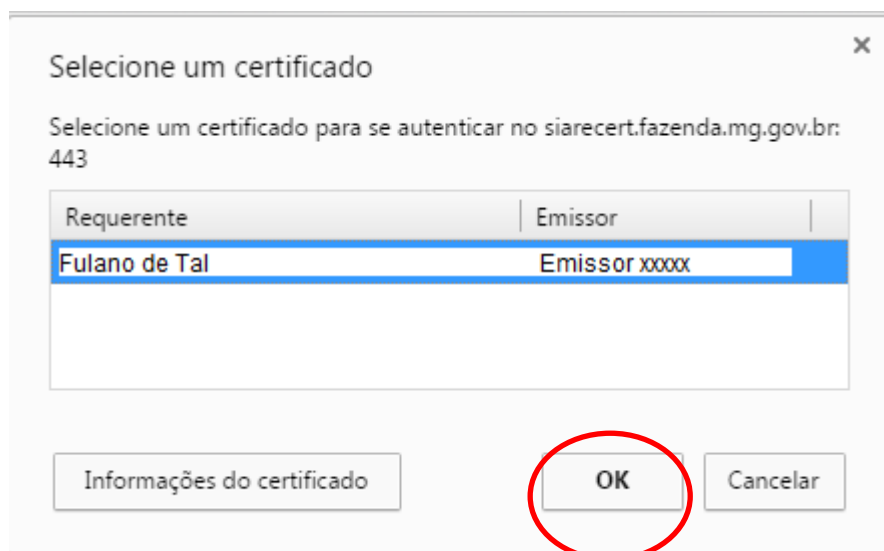 Selecione um certificado
Selecione um certificado para se autenticar no siarecert.fazenda.mg.gov.br:
443
Requerente Emissor
Fulano de Tal Emissor xxxxx
Informações do certificado OK Cancelar